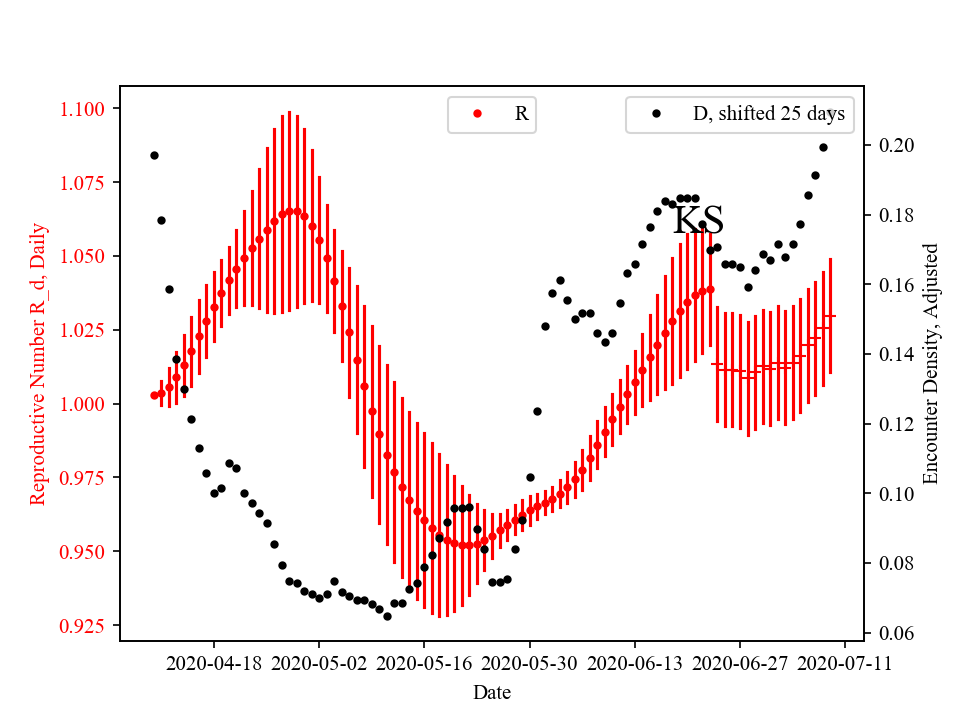 R
D, shifted 25 days
KS
Reproductive Number R_d, Daily
1.100
1.075
1.050
1.025
1.000
0.975
0.950
0.925
0.20
0.18
0.16
0.14
0.12
0.10
0.08
0.06
Encounter Density, Adjusted
2020-04-18 2020-05-02 2020-05-16 2020-05-30 2020-06-13 2020-06-27 2020-07-11
Date